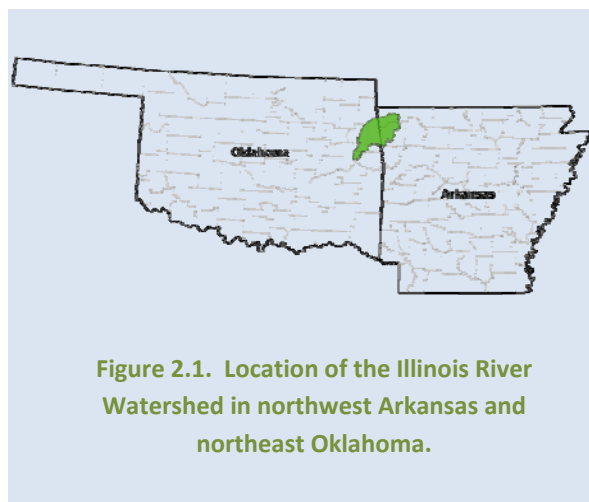 Oklahoma
Arkansas
Figure 2.1. Location of the Illinois River
Watershed in northwest Arkansas and
northeast Oklahoma.